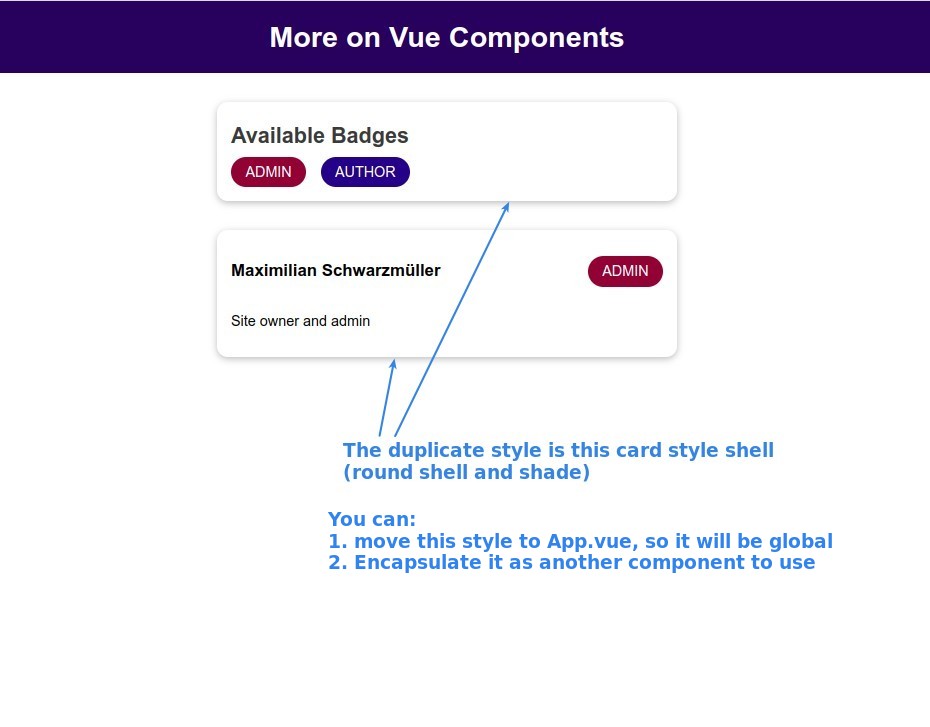 More on Vue Components
Available Badges
ADMIN AUTHOR
Maximilian Schwarzmüller ADMIN
Site owner and admin
The duplicate style is this card style shell
(round shell and shade)
You can:
1. move this style to App.vue, so it will be global
2. Encapsulate it as another component to use